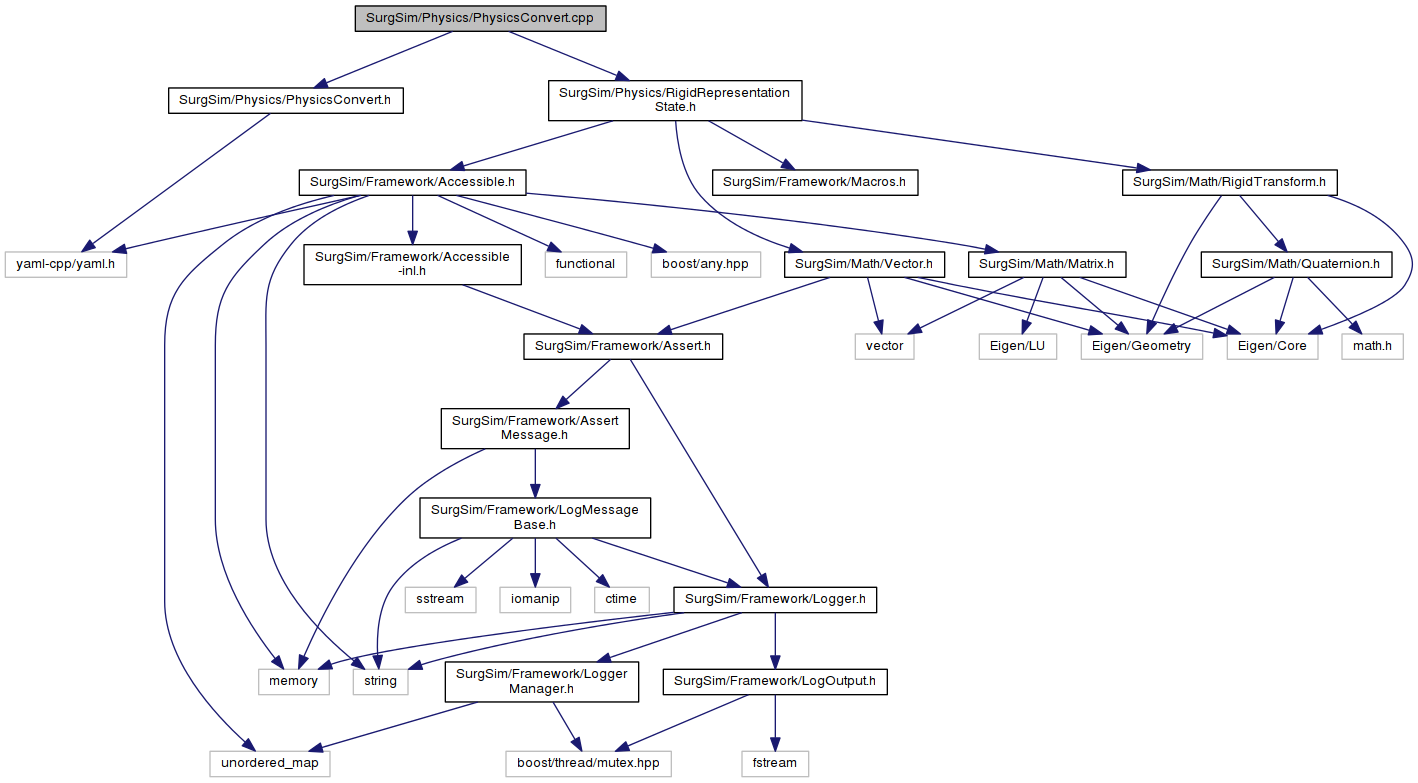 SurgSim/Physics/PhysicsConvert.cpp
SurgSim/Physics/PhysicsConvert.h
SurgSim/Physics/RigidRepresentation
State.h
SurgSim/Framework/Accessible.h
SurgSim/Framework/Macros.h
SurgSim/Math/RigidTransform.h
yaml-cpp/yaml.h
SurgSim/Framework/Accessible
-inl.h
functional
boost/any.hpp
SurgSim/Math/Vector.h
SurgSim/Math/Matrix.h
SurgSim/Math/Quaternion.h
SurgSim/Framework/Assert.h
vector
Eigen/LU
Eigen/Geometry
Eigen/Core
math.h
SurgSim/Framework/Assert
Message.h
SurgSim/Framework/LogMessage
Base.h
sstream
iomanip
ctime
SurgSim/Framework/Logger.h
memory
string
SurgSim/Framework/Logger
Manager.h
SurgSim/Framework/LogOutput.h
unordered_map
boost/thread/mutex.hpp
fstream